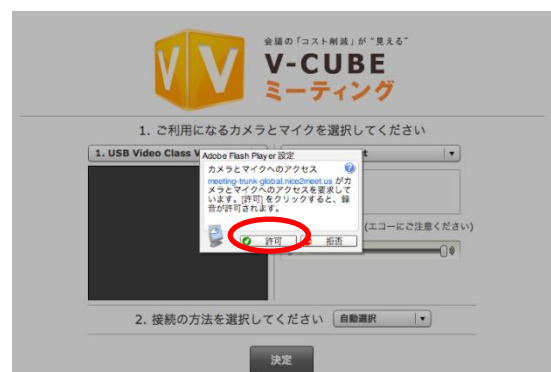 会議の「コスト削減」が“見える”
VV
V-CUBE
ミーティング
1. ご利用になるカメラとマイクを選択してください
1. USB Video Class V
t
Adobe Flash Player 設定
カメラとマイクへのアクセス
meeting-trunk-global.nice2meet.us がカ
メラとマイクへのアクセスを要求して
います。[許可] をクリックすると、録
音が許可されます。
許可
拒否
(エコーにご注意ください)
2. 接続の方法を選択してください
自動選択
決定